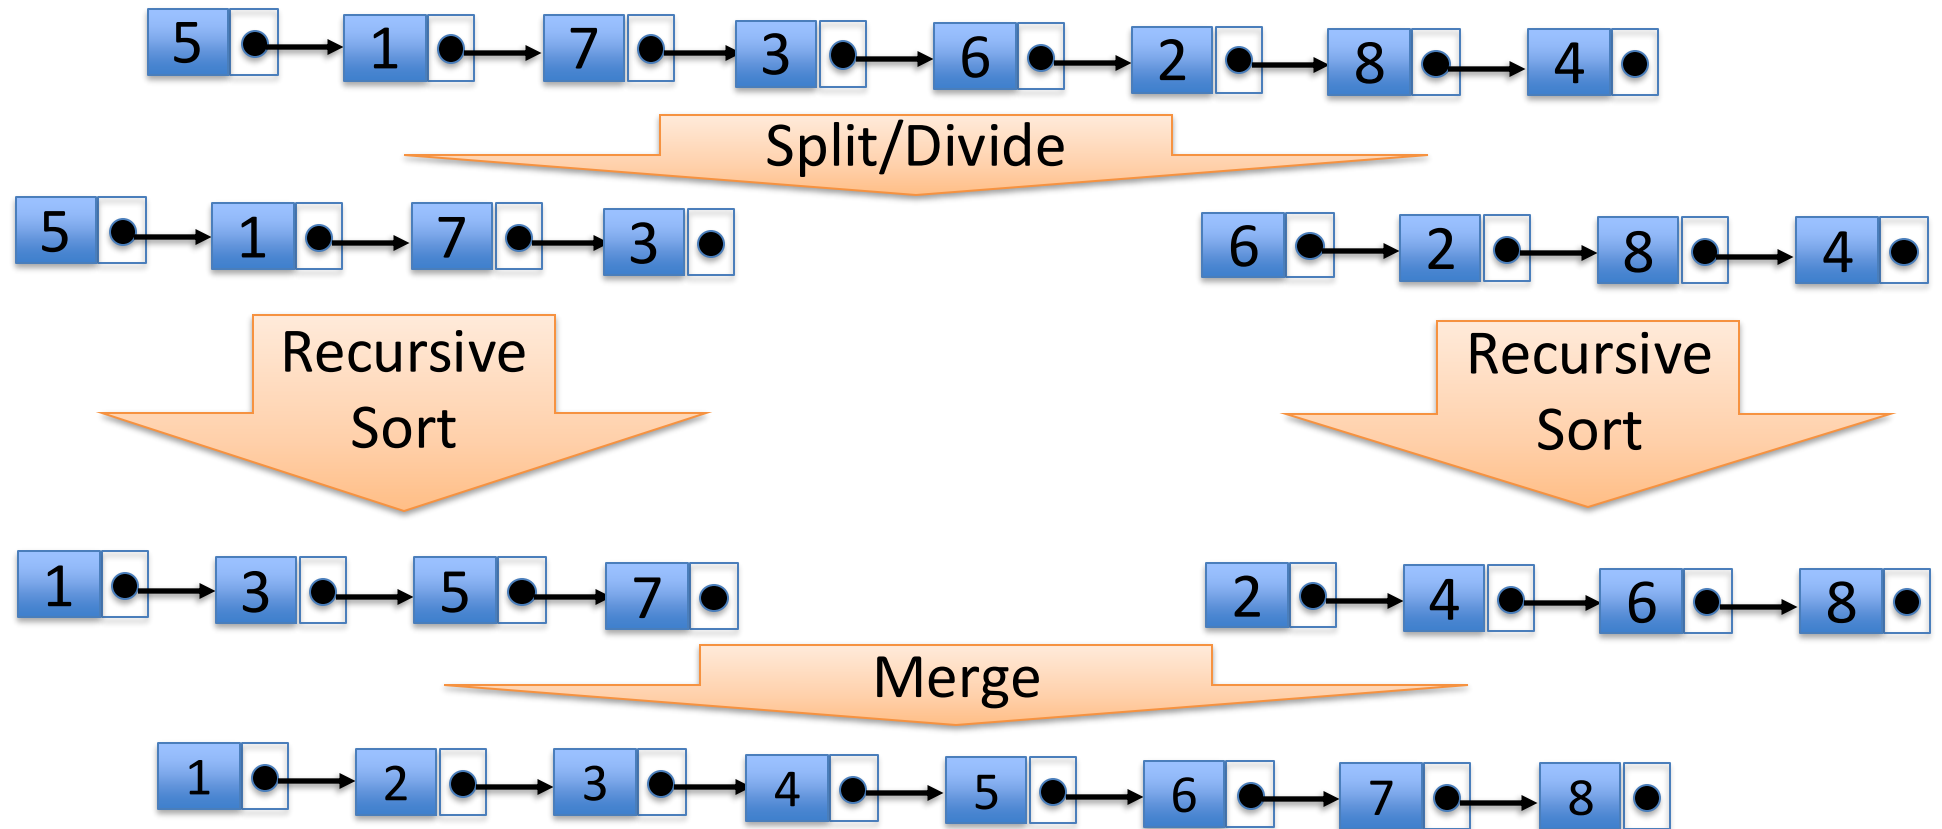 5 1 7 3 6 2 8 4
Split/Divide
5 1 7 3 6 2 8 4
Recursive
Sort
Recursive
Sort
1 3 5 7 2 4 6 8
Merge
1 2 3 4 5 6 7 8